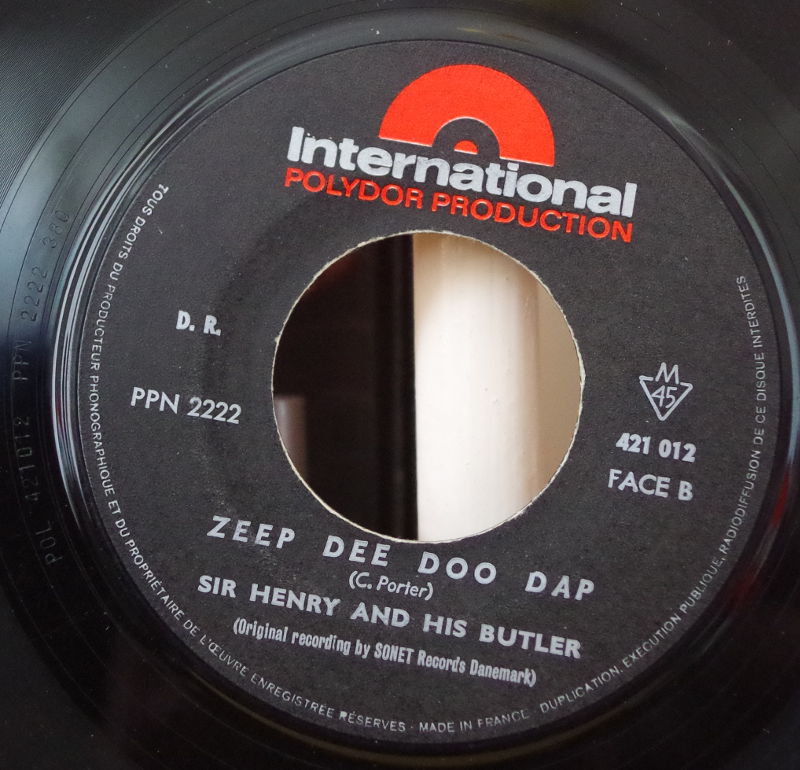 International
POLYDOR PRODUCTION
D. R.
PPN 2222
M
45
421 012
FACE B
ZEEP DEE DOO DAP
(C. Porter)
SIR HENRY AND HIS BUTLER
(Original recording by SONET Records Danemark)
TOUS DROITS DU PRODUCTEUR PHONOGRAPHIQUE ET DU PROPRIÉTAIRE DE L'ŒUVRE ENREGISTRÉE RÉSERVES - MADE IN FRANCE DUPLICATION, EXÉCUTION PUBLIQUE, RADIODIFFUSION DE CE DISQUE INTERDITES
POL 421012 PPN 2222 380